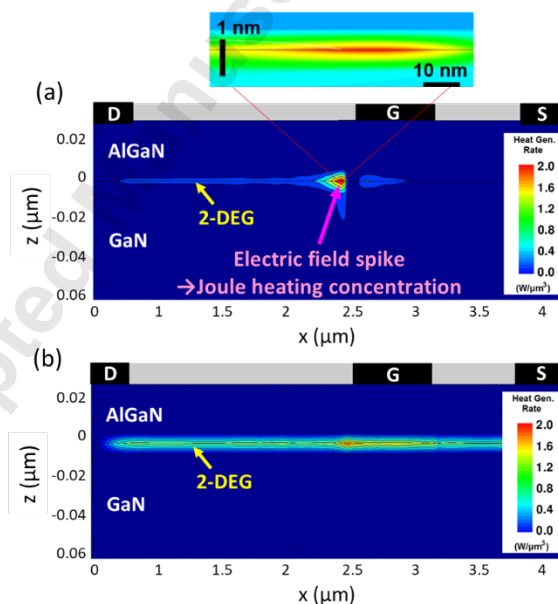 1 nm
10 nm
(a)
D
G
S
0.02
0
-0.02
-0.04
0.06
z (μm)
AlGaN
2-DEG
GaN
Electric field spike
→Joule heating concentration
Heat Gen.
Rate
2.0
1.6
1.2
0.8
0.4
0.0
(W/μm³)
0 0.5 1 1.5 2 2.5 3 3.5 4
x (μm)
(b)
D
G
S
0.02
0
-0.02
-0.04
0.06
z (μm)
AlGaN
2-DEG
GaN
Heat Gen.
Rate
2.0
1.6
1.2
0.8
0.4
0.0
(W/μm³)
0 0.5 1 1.5 2 2.5 3 3.5 4
x (μm)